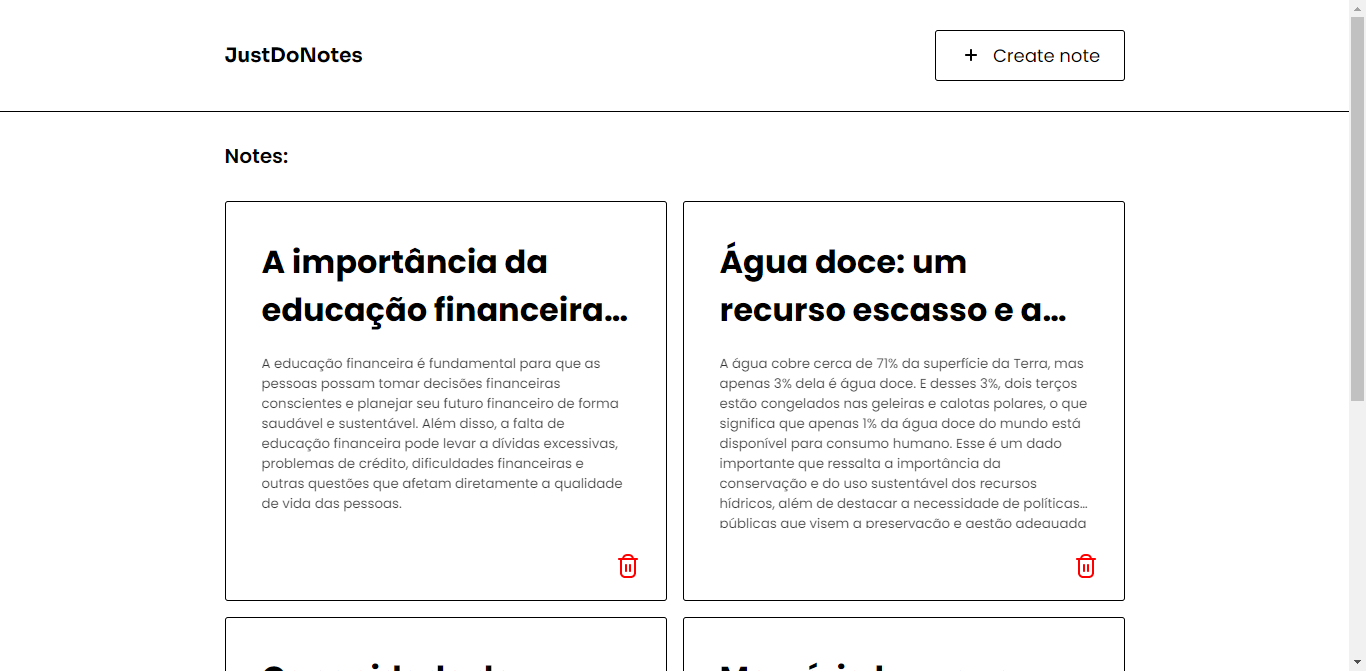 JustDoNotes
+ Create note
Notes:
A importância da
educação financeira...
A educação financeira é fundamental para que as
pessoas possam tomar decisões financeiras
conscientes e planejar seu futuro financeiro de forma
saudável e sustentável. Além disso, a falta de
educação financeira pode levar a dívidas excessivas,
problemas de crédito, dificuldades financeiras e
outras questões que afetam diretamente a qualidade
de vida das pessoas.
Água doce: um
recurso escasso e a...
A água cobre cerca de 71% da superfície da Terra, mas
apenas 3% dela é água doce. E desses 3%, dois terços
estão congelados nas geleiras e calotas polares, o que
significa que apenas 1% da água doce do mundo está
disponível para consumo humano. Esse é um dado
importante que ressalta a importância da
conservação e do uso sustentável dos recursos
hídricos, além de destacar a necessidade de políticas...
públicas que visem a preservação e gestão adequada